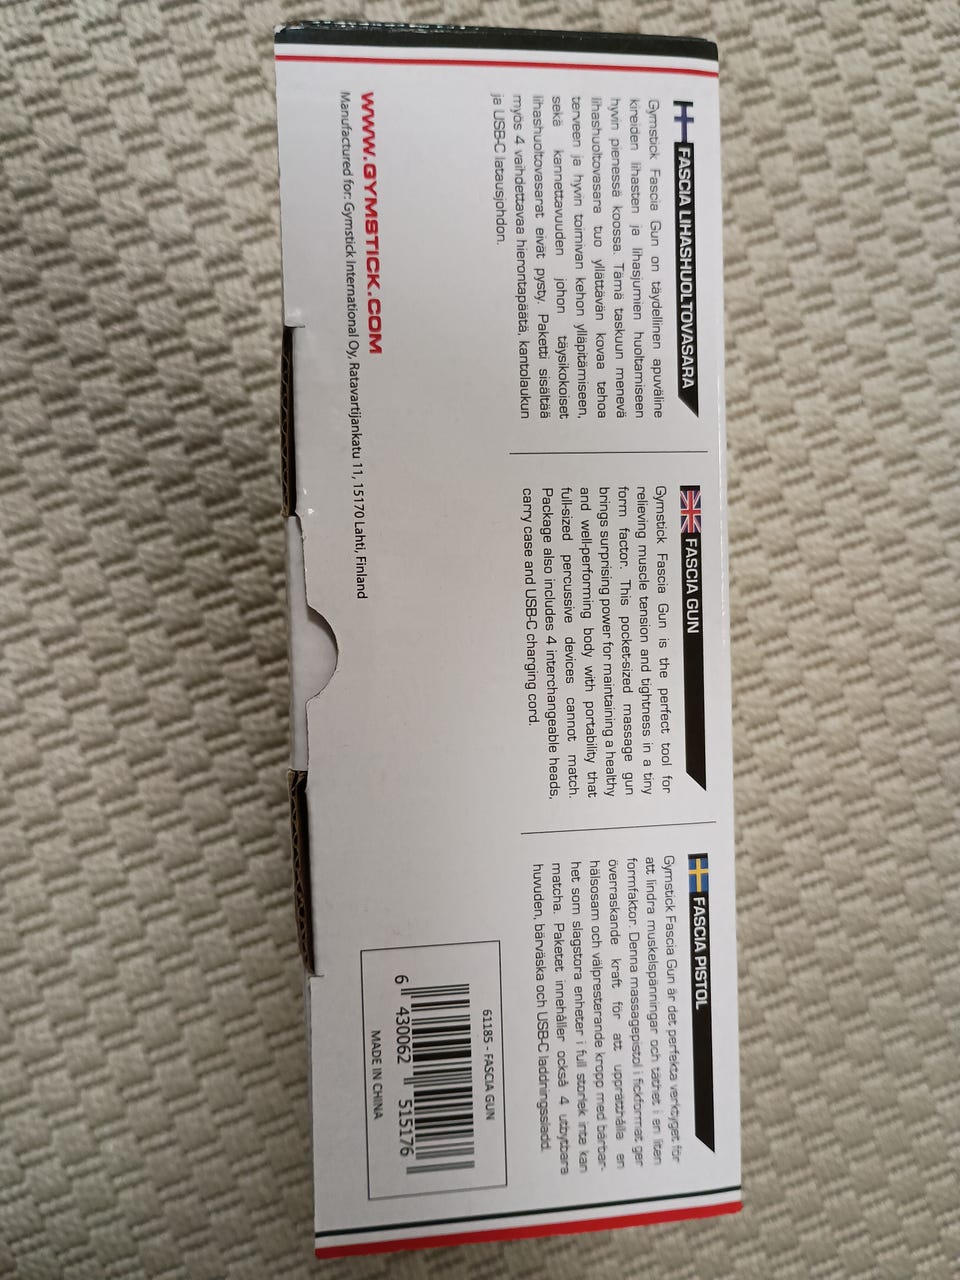 FASCIA LIHASHUOLTOVASARA
Gymstick Fascia Gun on täydellinen apuväline
kireiden lihasten ja lihasjumien huoltamiseen
hyvin pienessä koossa. Tämä taskuun menevä
lihashuoltovasara tuo yllättävän kovaa tehoa
terveen ja hyvin toimivan kehon ylläpitämiseen,
sekä kannettavuuden johon täysikokoiset
lihashuoltovasarat eivät pysty. Paketti sisältää
myös 4 vaihdettavaa hierontapäätä, kantolaukun
ja USB-C latausjohdon.
FASCIA GUN
Gymstick Fascia Gun is the perfect tool for
relieving muscle tension and tightness in a tiny
form factor. This pocket-sized massage gun
brings surprising power for maintaining a healthy
and well-performing body with portability that
full-sized percussive devices cannot match.
Package also includes 4 interchangeable heads,
carry case and USB-C charging cord.
FASCIA PISTOL
Gymstick Fascia Gun är det perfekta verktyget för
att lindra muskelspänningar och täthet i en liten
formfaktor. Denna massagepistol i fickformat ger
överraskande kraft för att upprätthålla en
hälsosam och välpresterande kropp med bärbar-
het som slagstora enheter i full storlek inte kan
matcha. Paketet innehåller också 4 utbytbara
huvuden, bärväska och USB-C laddningssladd.
WWW.GYMSTICK.COM
Manufactured for: Gymstick International Oy, Ratavartijankatu 11, 15170 Lahti, Finland
61185 - FASCIA GUN
6 430062 515176
MADE IN CHINA